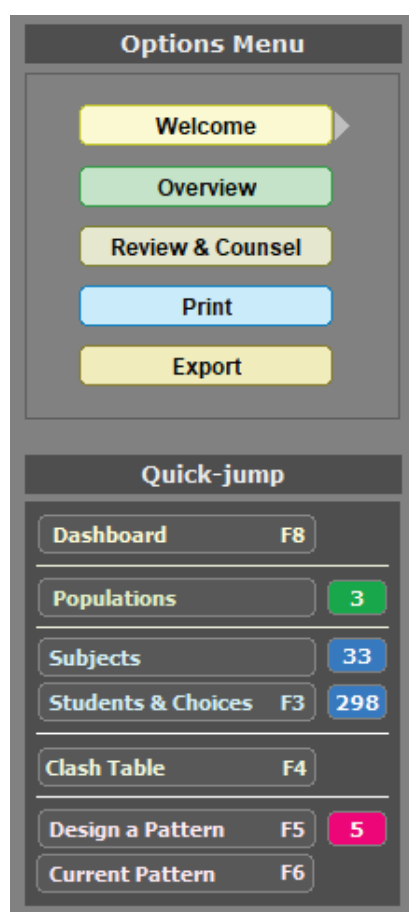 Options Menu
Welcome
Overview
Review & Counsel
Print
Export
Quick-jump
Dashboard F8
Populations 3
Subjects 33
Students & Choices F3 298
Clash Table F4
Design a Pattern F5 5
Current Pattern F6